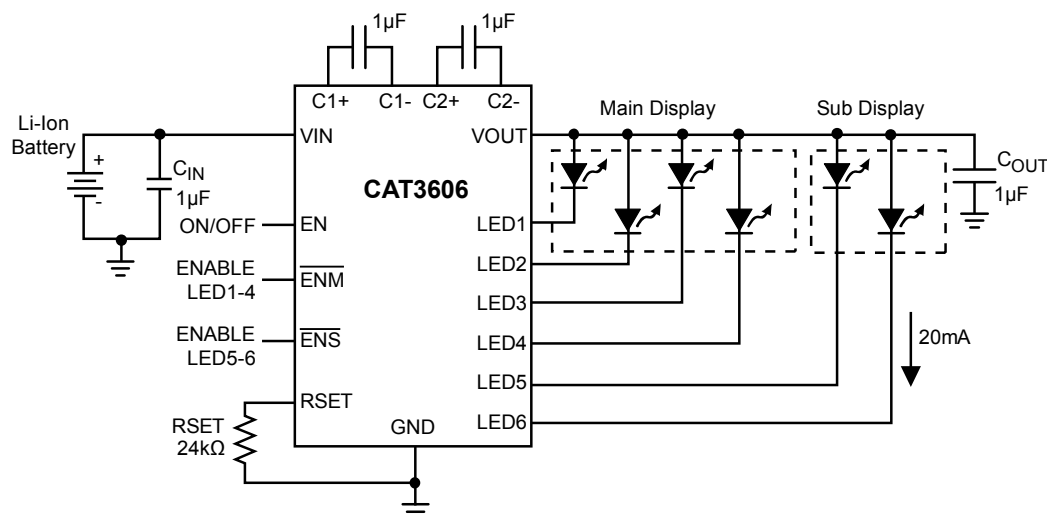 1µF
1µF
C1+
C1-
C2+
C2-
Li-Ion
Battery
+
-
CIN
1µF
VIN
VOUT
Main Display
Sub Display
COUT
1µF
CAT3606
ON/OFF
EN
LED1
ENABLE
LED1-4
ENM
LED2
LED3
ENABLE
LED5-6
ENS
LED4
20mA
LED5
RSET
RSET
24kΩ
GND
LED6